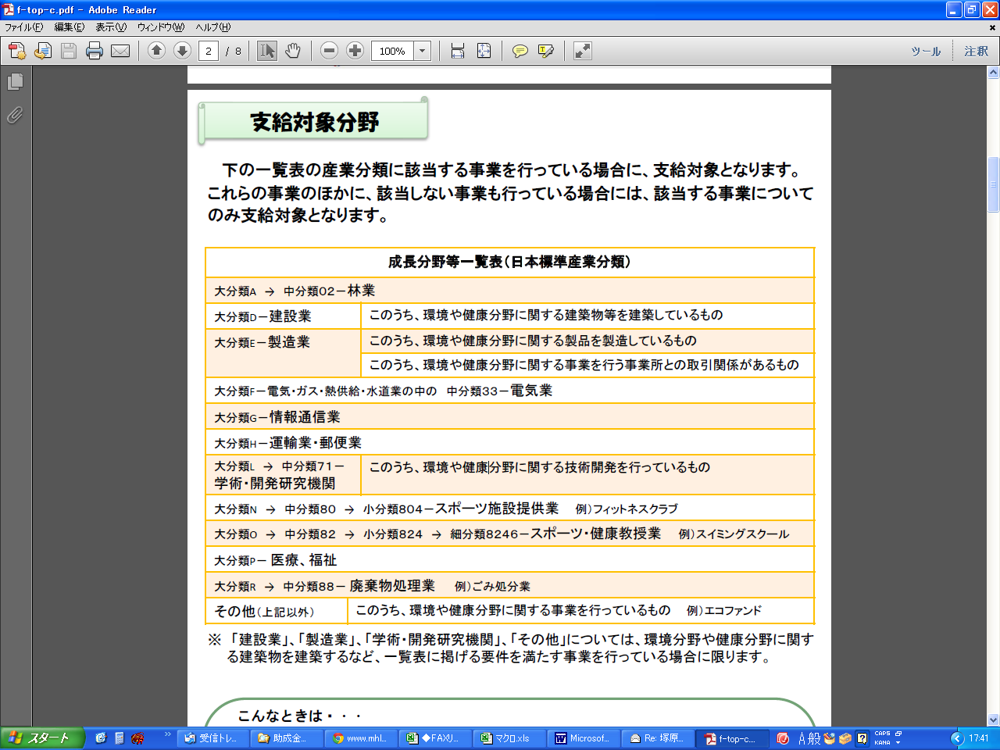 f-top-c.pdf - Adobe Reader
ファイル(F) 編集(E) 表示(V) ウィンドウ(W) ヘルプ(H)
2 / 8 100% ツール 注釈
支給対象分野
下の一覧表の産業分類に該当する事業を行っている場合に、支給対象となります。
これらの事業のほかに、該当しない事業も行っている場合には、該当する事業について
のみ支給対象となります。
成長分野等一覧表(日本標準産業分類)
大分類A → 中分類02－林業
大分類D－建設業 このうち、環境や健康分野に関する建築物等を建築しているもの
大分類E－製造業 このうち、環境や健康分野に関する製品を製造しているもの
このうち、環境や健康分野に関する事業を行う事業所との取引関係があるもの
大分類F－電気・ガス・熱供給・水道業の中の 中分類33－電気業
大分類G－情報通信業
大分類H－運輸業・郵便業
大分類L → 中分類71－ このうち、環境や健康分野に関する技術開発を行っているもの
学術・開発研究機関
大分類N → 中分類80 → 小分類804－スポーツ施設提供業 例)フィットネスクラブ
大分類O → 中分類82 → 小分類824 → 細分類8246－スポーツ・健康教授業 例)スイミングスクール
大分類P－ 医療、福祉
大分類R → 中分類88－ 廃棄物処理業 例)ごみ処分業
その他(上記以外) このうち、環境や健康分野に関する事業を行っているもの 例)エコファンド
※ 「建設業」、「製造業」、「学術・開発研究機関」、「その他」については、環境分野や健康分野に関す
る建築物を建築するなど、一覧表に掲げる要件を満たす事業を行っている場合に限ります。
こんなときは・・・
スタート 受信トレ... 助成金... www.mhl... ◆FAXリ... マクロ.xls Microsof... Re: 塚原... f-top-c.... A 般 CAPS KANA 17:41